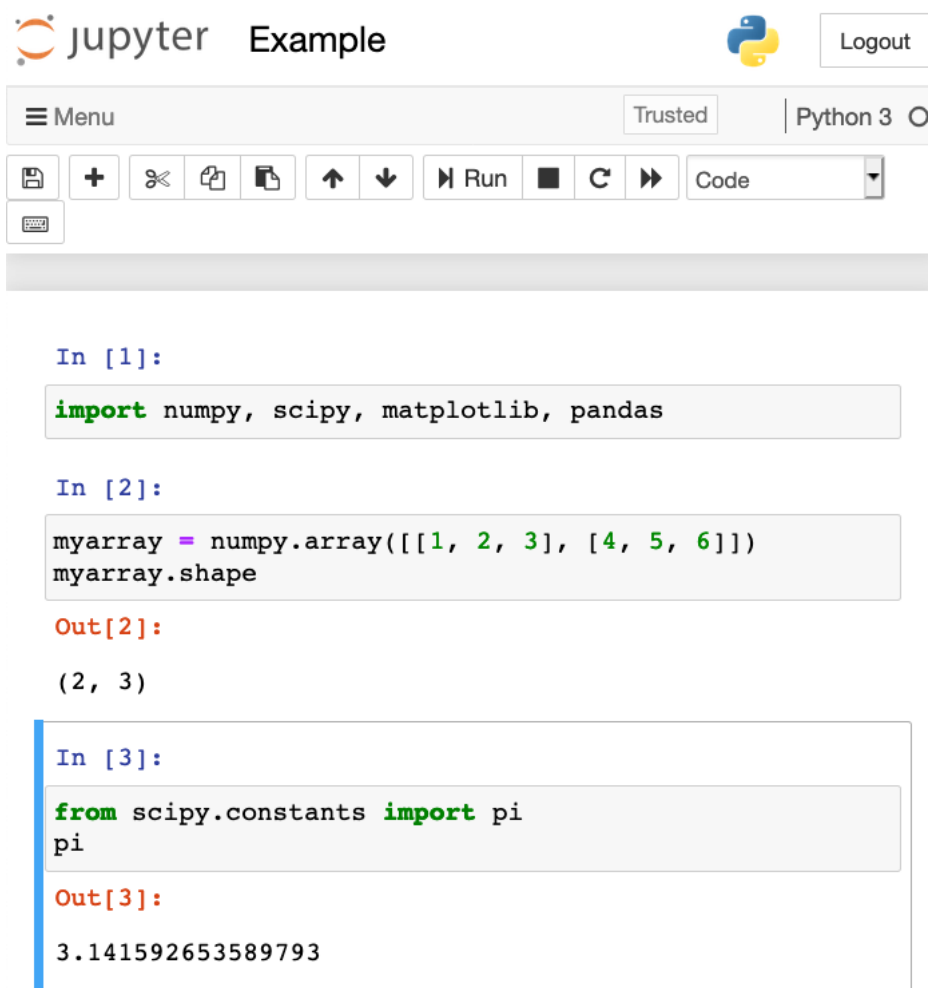 jupyter Example Logout
Menu Trusted Python 3
Run Code
In [1]:
import numpy, scipy, matplotlib, pandas
In [2]:
myarray = numpy.array([[1, 2, 3], [4, 5, 6]])
myarray.shape
Out[2]:
(2, 3)
In [3]:
from scipy.constants import pi
pi
Out[3]:
3.141592653589793